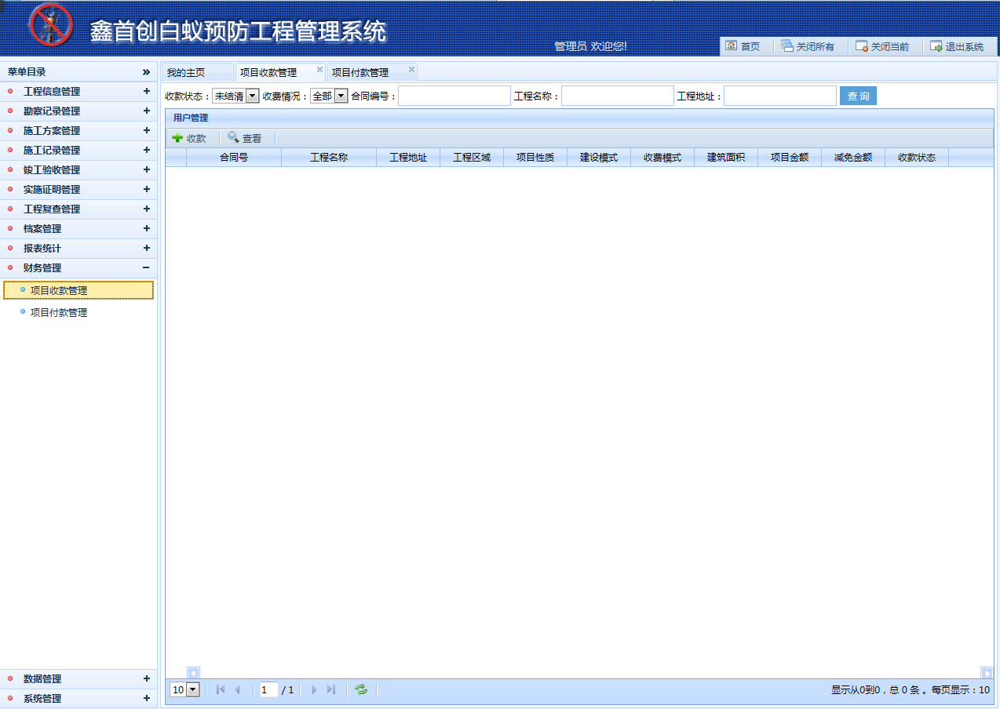 鑫首创白蚁预防工程管理系统
管理员 欢迎您!
首页 关闭所有 关闭当前 退出系统
菜单目录
工程信息管理
勘察记录管理
施工方案管理
施工记录管理
竣工验收管理
实施证明管理
工程复查管理
档案管理
报表统计
财务管理
项目收款管理
项目付款管理
数据管理
系统管理
我的主页 项目收款管理 项目付款管理
收款状态： 未结清 收费情况： 全部 合同编号： 工程名称： 工程地址： 查 询
用户管理
收款 查看
合同号 工程名称 工程地址 工程区域 项目性质 建设模式 收费模式 建筑面积 项目金额 减免金额 收款状态
10 1 / 1 显示从0到0，总 0 条 。每页显示：10